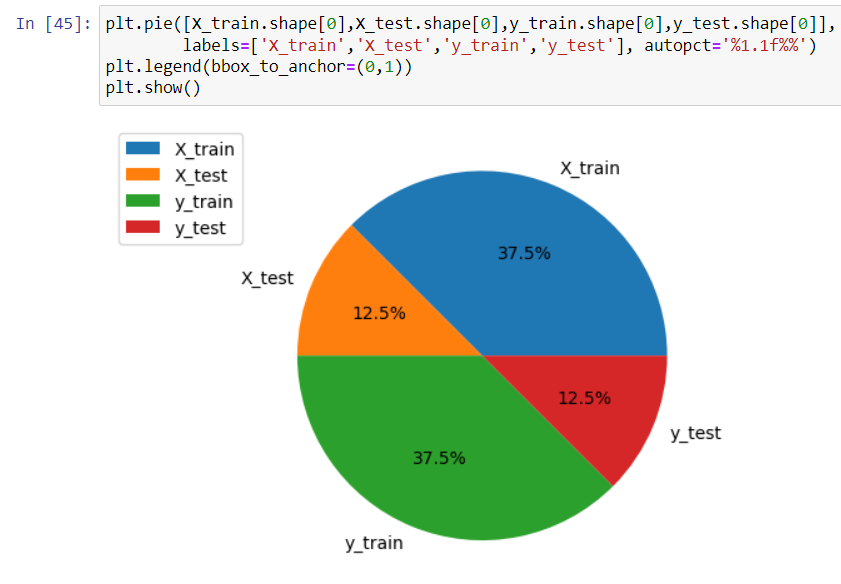 In [45]: plt.pie([X_train.shape[0],X_test.shape[0],y_train.shape[0],y_test.shape[0]],
labels=['X_train','X_test','y_train','y_test'], autopct='%1.1f%%')
plt.legend(bbox_to_anchor=(0,1))
plt.show()
X_train
X_test
y_train
y_test
X_train
37.5%
X_test
12.5%
12.5%
y_test
37.5%
y_train